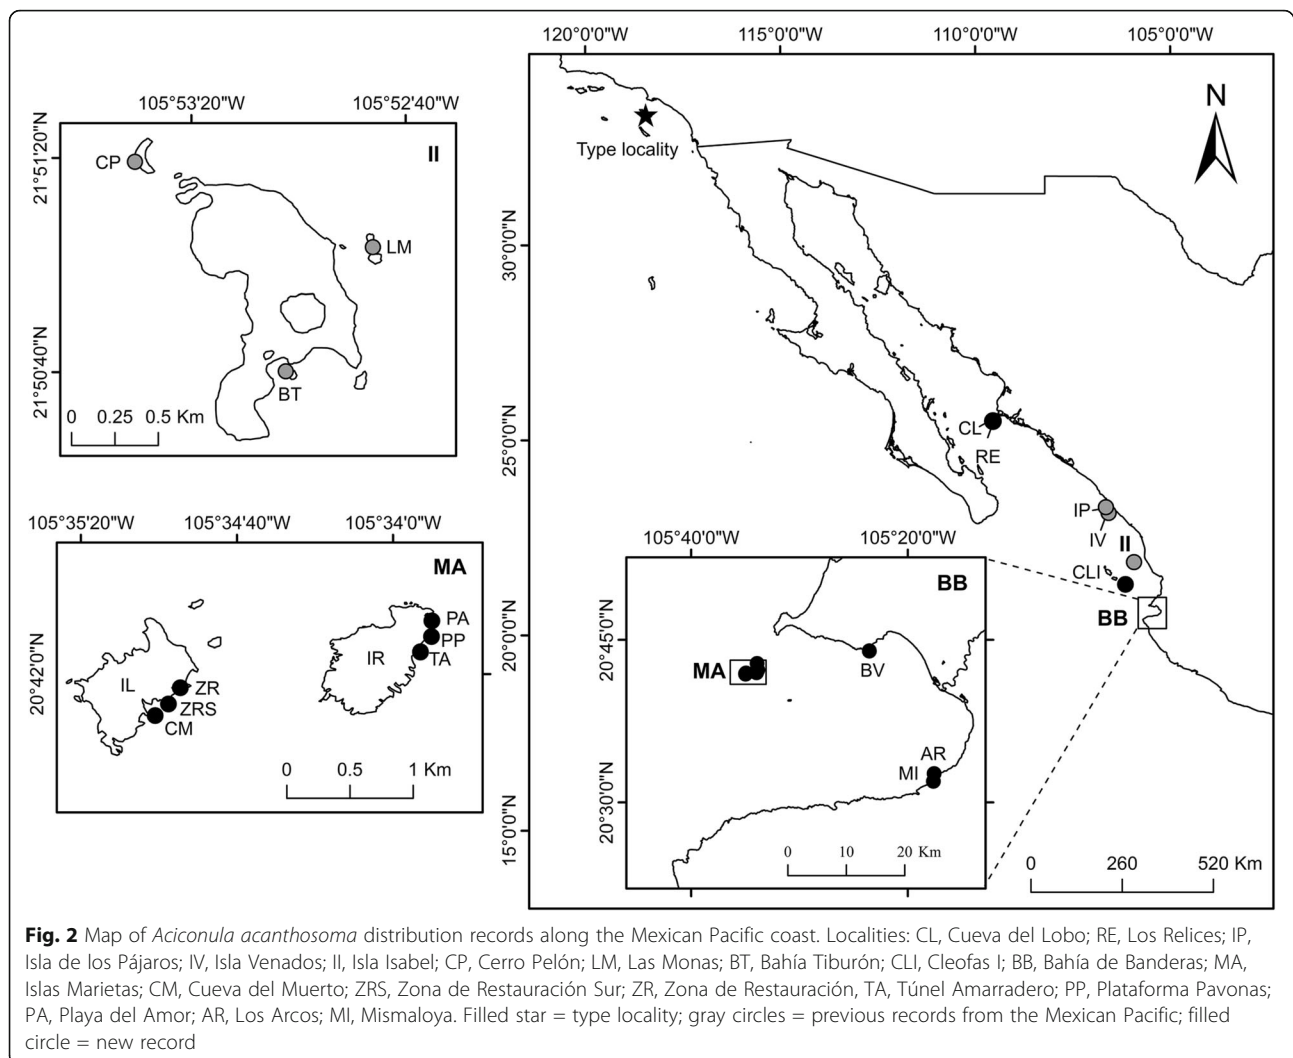 105°53'20"W 105°52'40"W
II
CP
LM
BT
21°51'20"N
21°50'40"N
0 0.25 0.5 Km
105°35'20"W 105°34'40"W 105°34'0"W
MA
PA
PP
TA
IR
IL
ZR
ZRS
CM
20°42'0"N
0 0.5 1 Km
120°0'0"W 115°0'0"W 110°0'0"W 105°0'0"W
N
Type locality
30°0'0"N
25°0'0"N
20°0'0"N
15°0'0"N
CL
RE
IP
IV
II
CLI
BB
0 260 520 Km
105°40'0"W 105°20'0"W
BB
MA
BV
AR
MI
20°45'0"N
20°30'0"N
0 10 20 Km
Fig. 2 Map of Aciconula acanthosoma distribution records along the Mexican Pacific coast. Localities: CL, Cueva del Lobo; RE, Los Relices; IP,
Isla de los Pájaros; IV, Isla Venados; II, Isla Isabel; CP, Cerro Pelón; LM, Las Monas; BT, Bahía Tiburón; CLI, Cleofas I; BB, Bahía de Banderas; MA,
Islas Marietas; CM, Cueva del Muerto; ZRS, Zona de Restauración Sur; ZR, Zona de Restauración, TA, Túnel Amarradero; PP, Plataforma Pavonas;
PA, Playa del Amor; AR, Los Arcos; MI, Mismaloya. Filled star = type locality; gray circles = previous records from the Mexican Pacific; filled
circle = new record